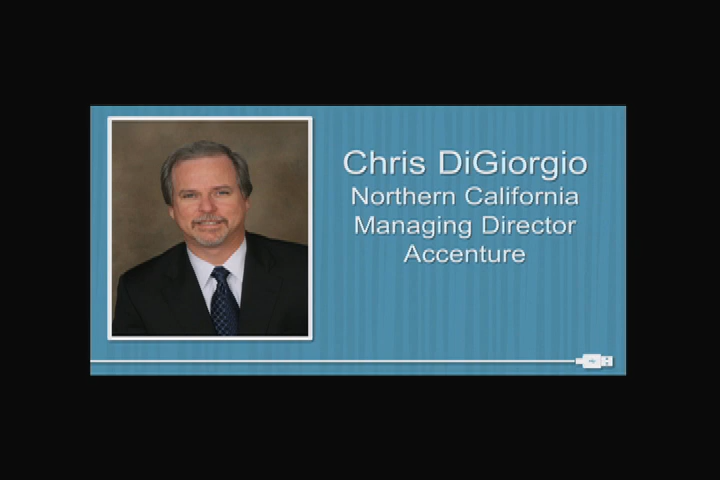 Chris DiGiorgio
Northern California
Managing Director
Accenture